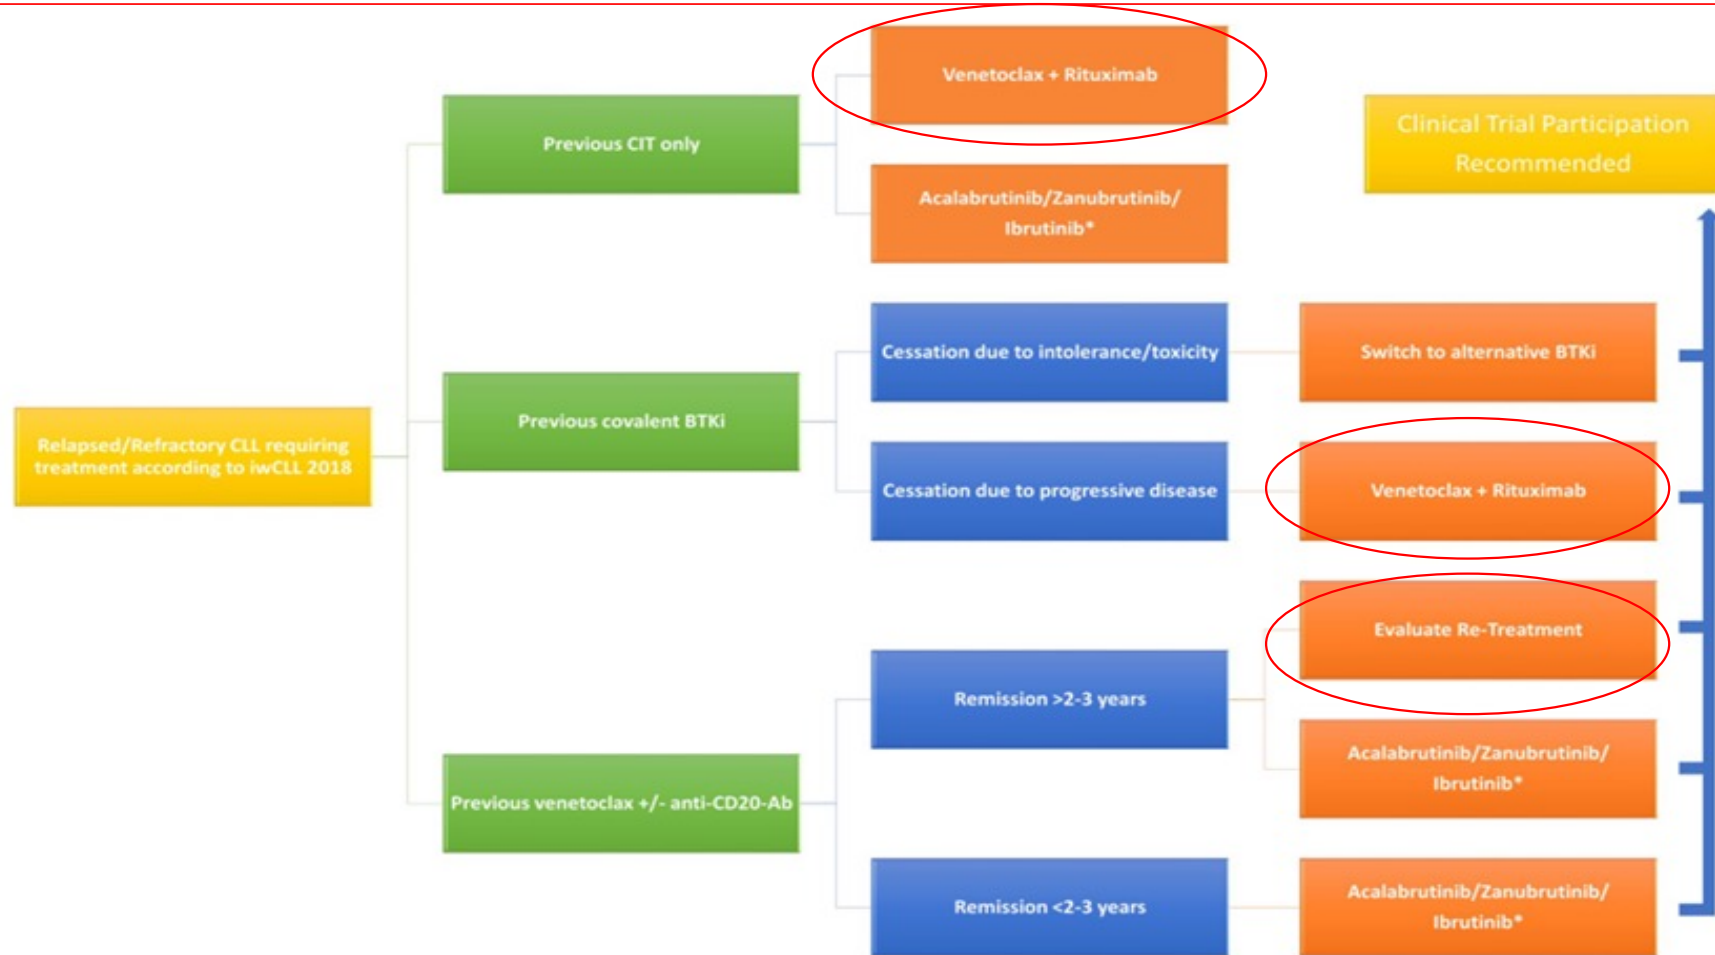 Venetoclax + Rituximab
Clinical Trial Participation
Recommended
Previous CIT only
Acalabrutinib/Zanubrutinib/
Ibrutinib*
Cessation due to intolerance/toxicity
Switch to alternative BTKi
Previous covalent BTKi
Relapsed/Refractory CLL requiring
treatment according to iwCLL 2018
Cessation due to progressive disease
Venetoclax + Rituximab
Evaluate Re-Treatment
Remission >2-3 years
Acalabrutinib/Zanubrutinib/
Ibrutinib*
Previous venetoclax +/- anti-CD20-Ab
Remission <2-3 years
Acalabrutinib/Zanubrutinib/
Ibrutinib*